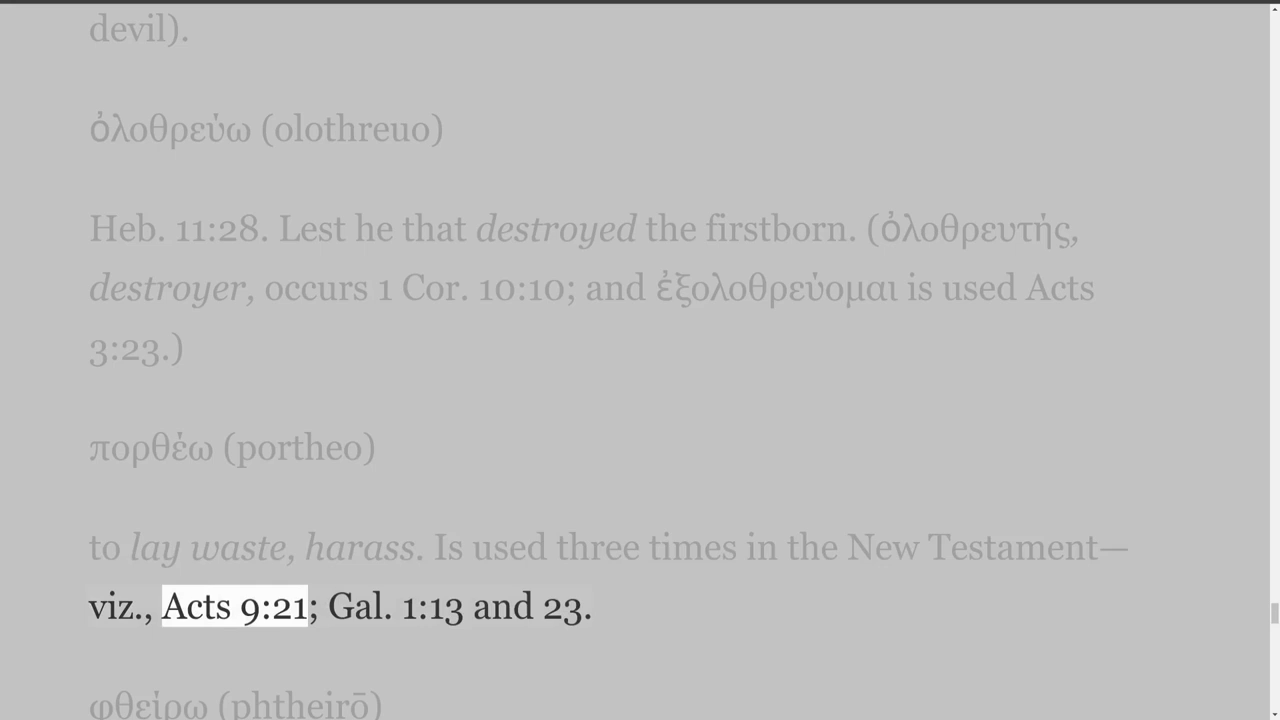 devil).
ὀλοθρεύω (olothreuo)
Heb. 11:28. Lest he that destroyed the firstborn. (ὀλοθρευτής,
destroyer, occurs 1 Cor. 10:10; and ἐξολοθρεύομαι is used Acts
3:23.)
πορθέω (portheo)
to lay waste, harass. Is used three times in the New Testament—
viz., Acts 9:21; Gal. 1:13 and 23.
φθείρω (phtheirō)